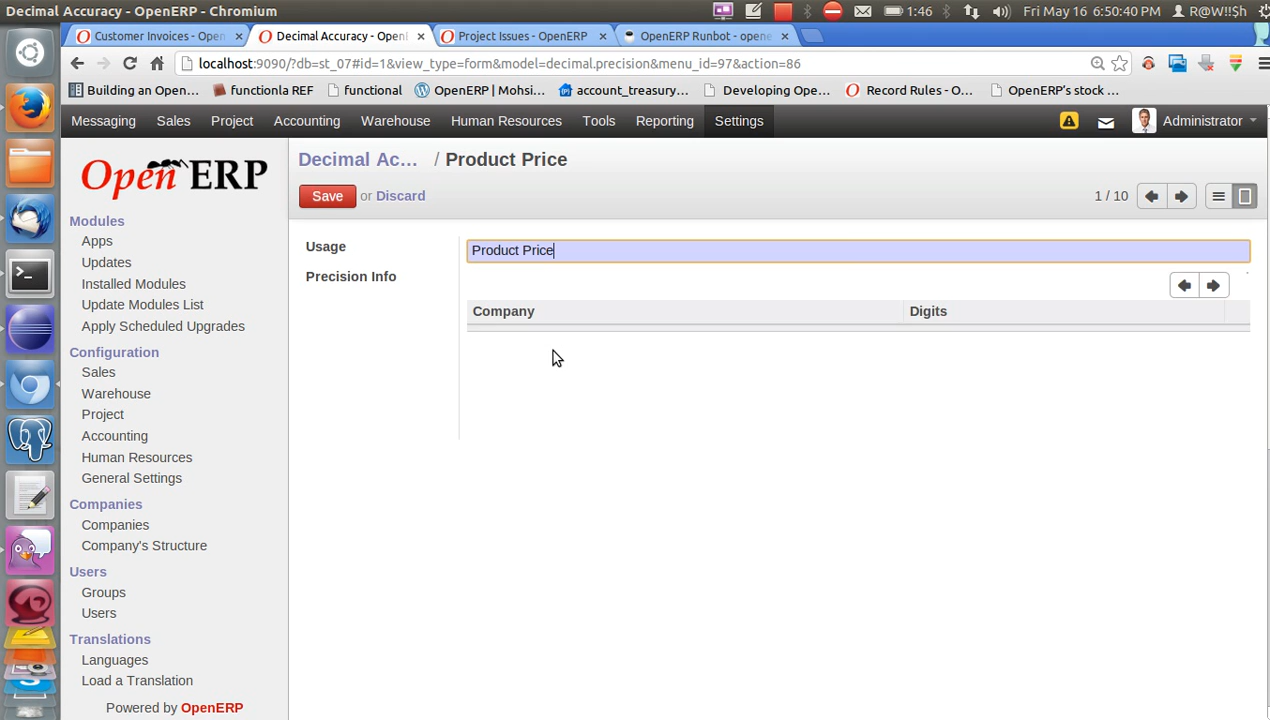 Decimal Accuracy - OpenERP - Chromium
1:46
Fri May 16 6:50:40 PM
R@W!!$h
Customer Invoices - Open
Decimal Accuracy - OpenE
Project Issues - OpenERP
OpenERP Runbot - opene
localhost:9090/?db=st_07#id=1&view_type=form&model=decimal.precision&menu_id=97&action=86
Building an Open...
functionla REF
functional
OpenERP | Mohsi...
account_treasury...
Developing Ope...
Record Rules - O...
OpenERP's stock ...
Messaging
Sales
Project
Accounting
Warehouse
Human Resources
Tools
Reporting
Settings
Administrator
OpenERP
Decimal Ac... / Product Price
Save or Discard
1 / 10
Modules
Apps
Updates
Installed Modules
Update Modules List
Apply Scheduled Upgrades
Configuration
Sales
Warehouse
Project
Accounting
Human Resources
General Settings
Companies
Companies
Company's Structure
Users
Groups
Users
Translations
Languages
Load a Translation
Powered by OpenERP
Usage
Product Price
Precision Info
Company
Digits